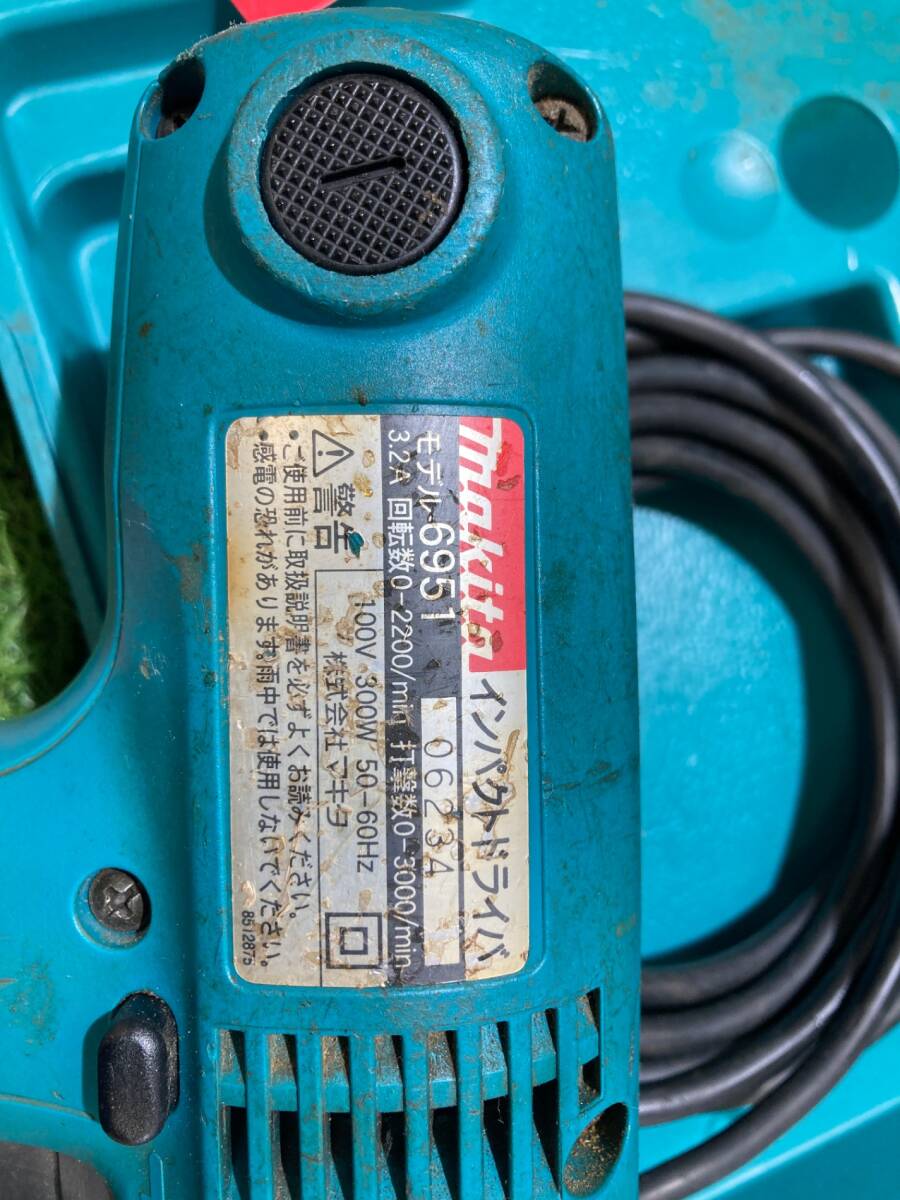 makita インパクトドライバ
モデル 6951 06234
3.2A 回転数0-2200/min 打撃数0-3000/min
100V 300W 50-60Hz
株式会社マキタ
警告
・ご使用前に取扱説明書を必ずよくお読みください。
・感電の恐れがあります。雨中では使用しないでください。
8512875